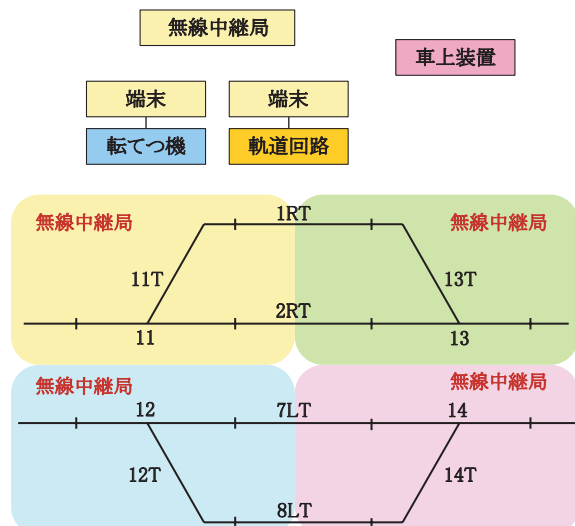 無線中継局
車上装置
端末
端末
転てつ機
軌道回路
無線中継局
1RT
無線中継局
11T
13T
2RT
11
13
無線中継局
無線中継局
12
7LT
14
12T
14T
8LT